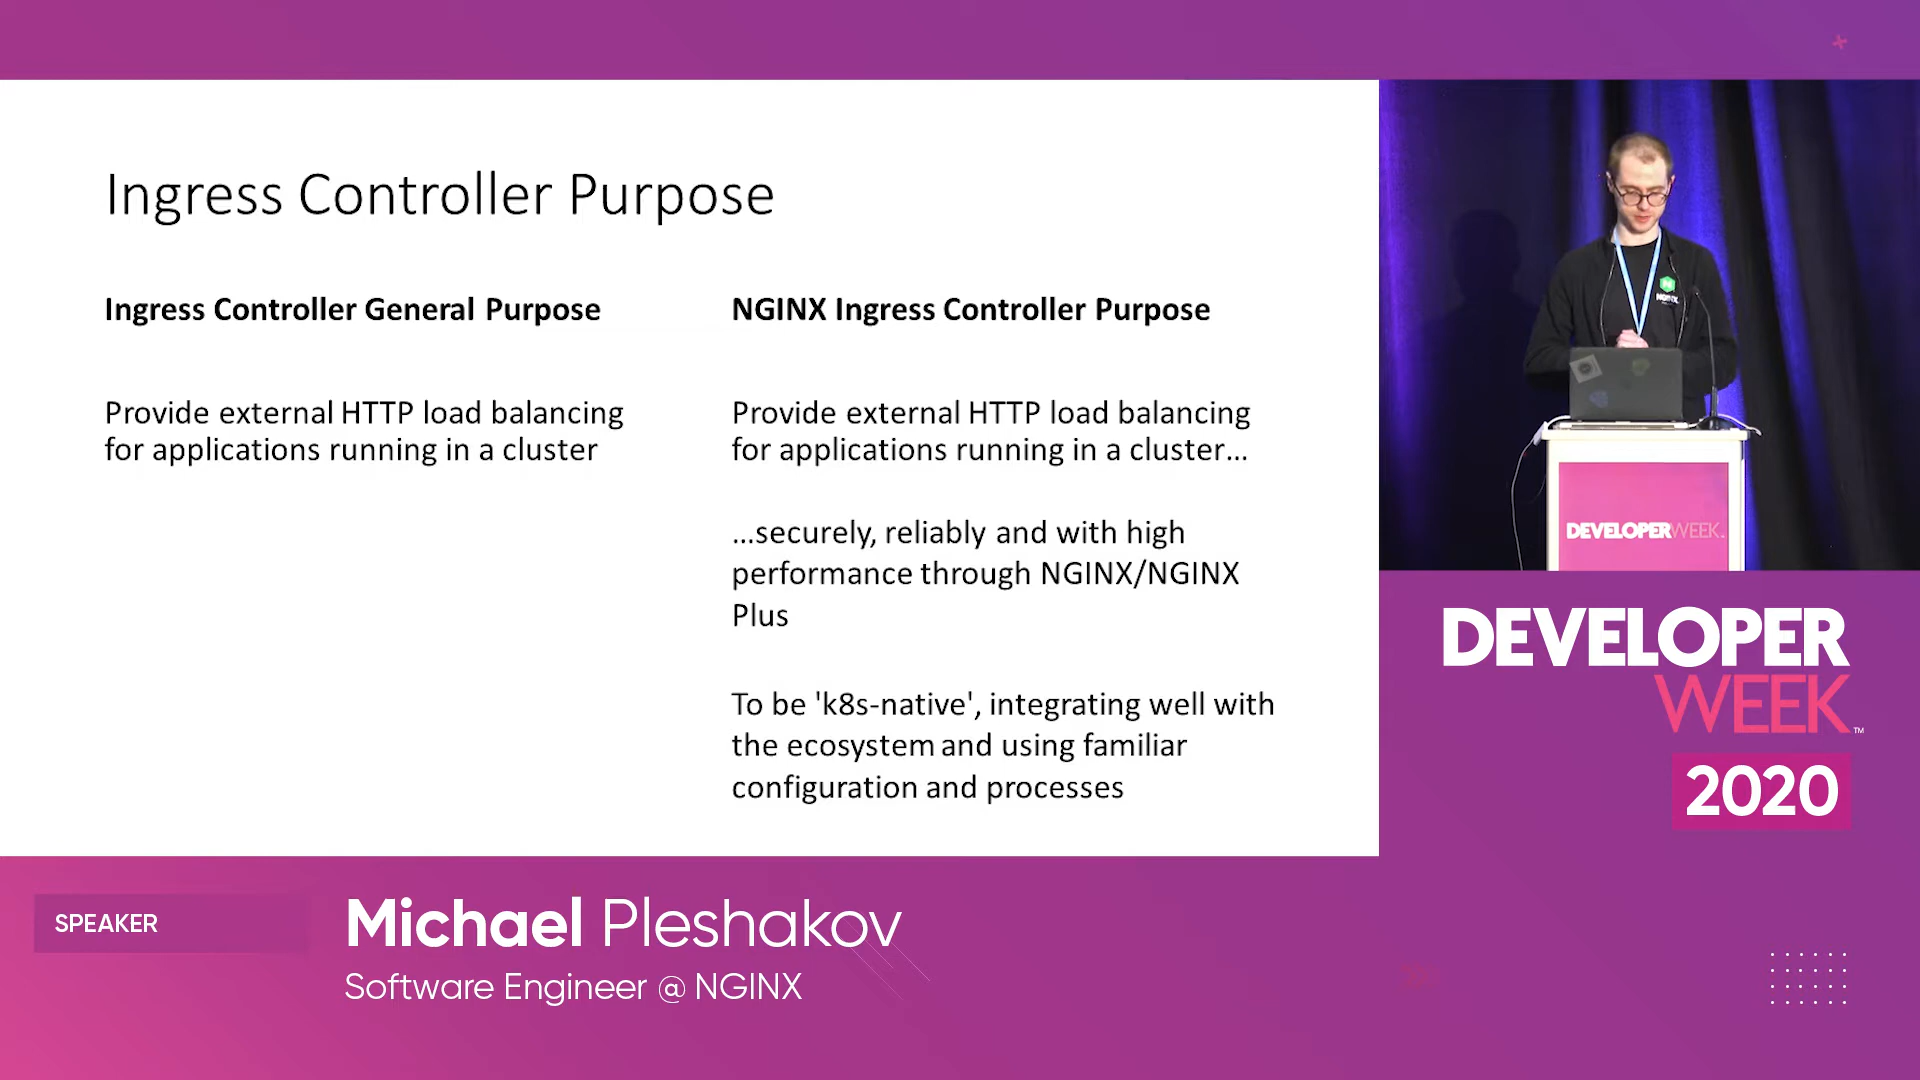 Ingress Controller Purpose
Ingress Controller General Purpose
Provide external HTTP load balancing
for applications running in a cluster
NGINX Ingress Controller Purpose
Provide external HTTP load balancing
for applications running in a cluster...
...securely, reliably and with high
performance through NGINX/NGINX
Plus
To be 'k8s-native', integrating well with
the ecosystem and using familiar
configuration and processes
NGINX
DEVELOPERWEEK
DEVELOPER
WEEK™
2020
SPEAKER
Michael Pleshakov
Software Engineer @ NGINX